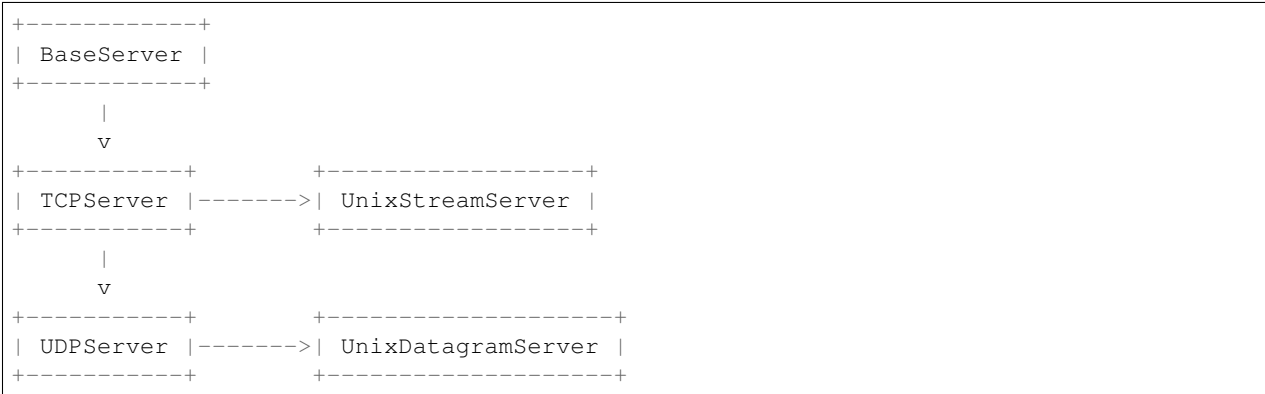 +------------+
| BaseServer |
+------------+
      |
      v
+-----------+        +------------------+
| TCPServer |------->| UnixStreamServer |
+-----------+        +------------------+
      |
      v
+-----------+        +--------------------+
| UDPServer |------->| UnixDatagramServer |
+-----------+        +--------------------+